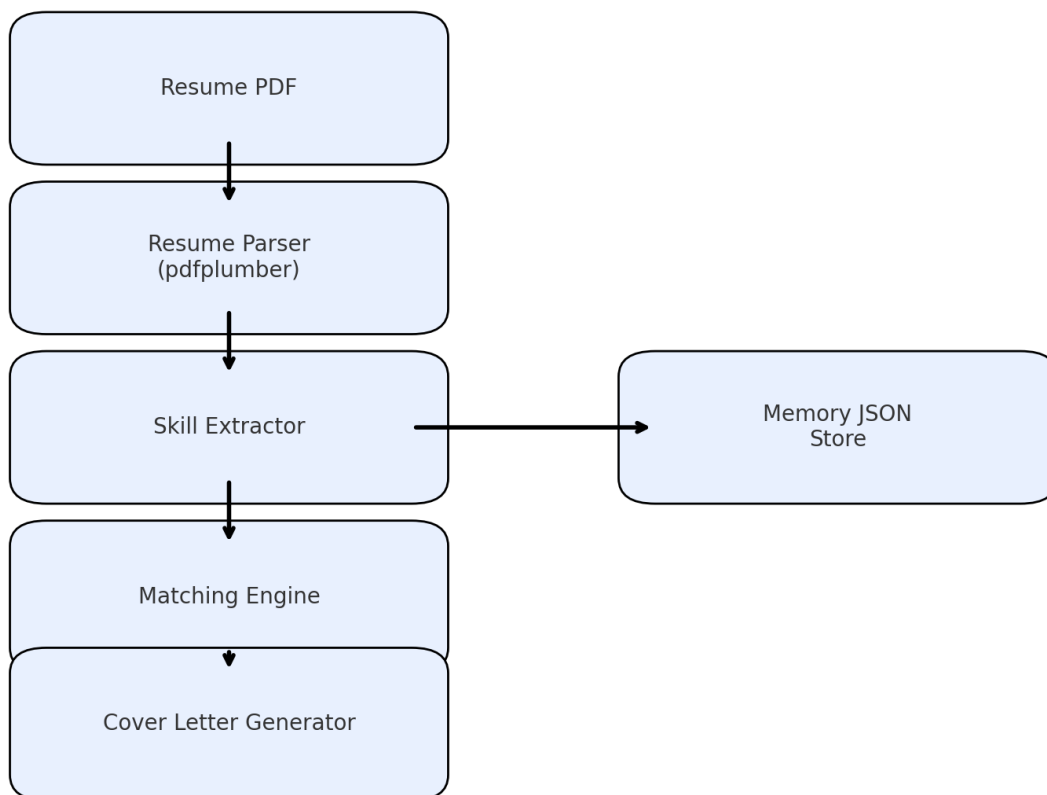 Resume PDF
Resume Parser
(pdfplumber)
Skill Extractor
Memory JSON
Store
Matching Engine
Cover Letter Generator